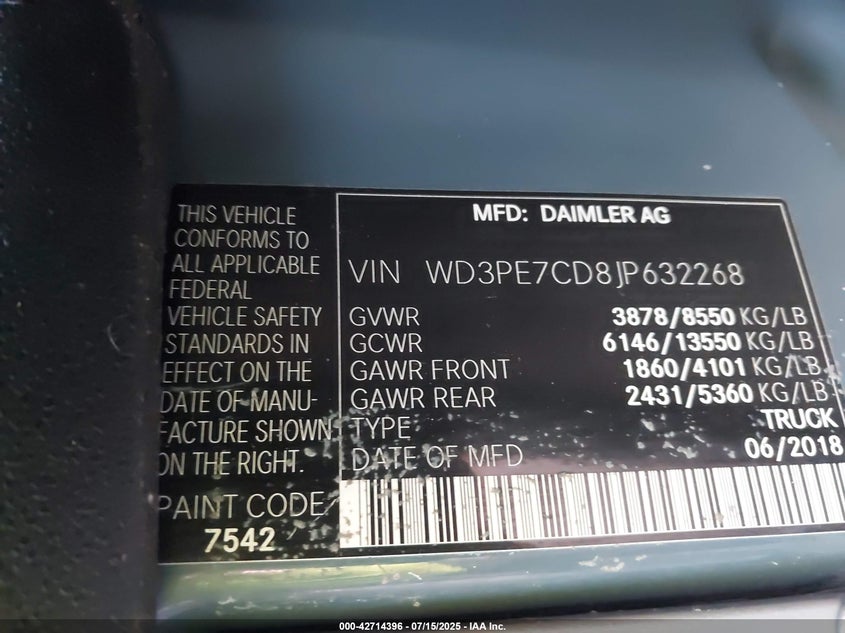 THIS VEHICLE
CONFORMS TO
ALL APPLICABLE
FEDERAL
VEHICLE SAFETY
STANDARDS IN
EFFECT ON THE
DATE OF MANU-
FACTURE SHOWN
ON THE RIGHT.
PAINT CODE
7542
MFD: DAIMLER AG
VIN WD3PE7CD8JP632268
GVWR 3878/8550 KG/LB
GCWR 6146/13550 KG/LB
GAWR FRONT 1860/4101 KG/LB
GAWR REAR 2431/5360 KG/LB
TYPE TRUCK
DATE OF MFD 06/2018
000-42714396 - 07/15/2025 - IAA Inc.